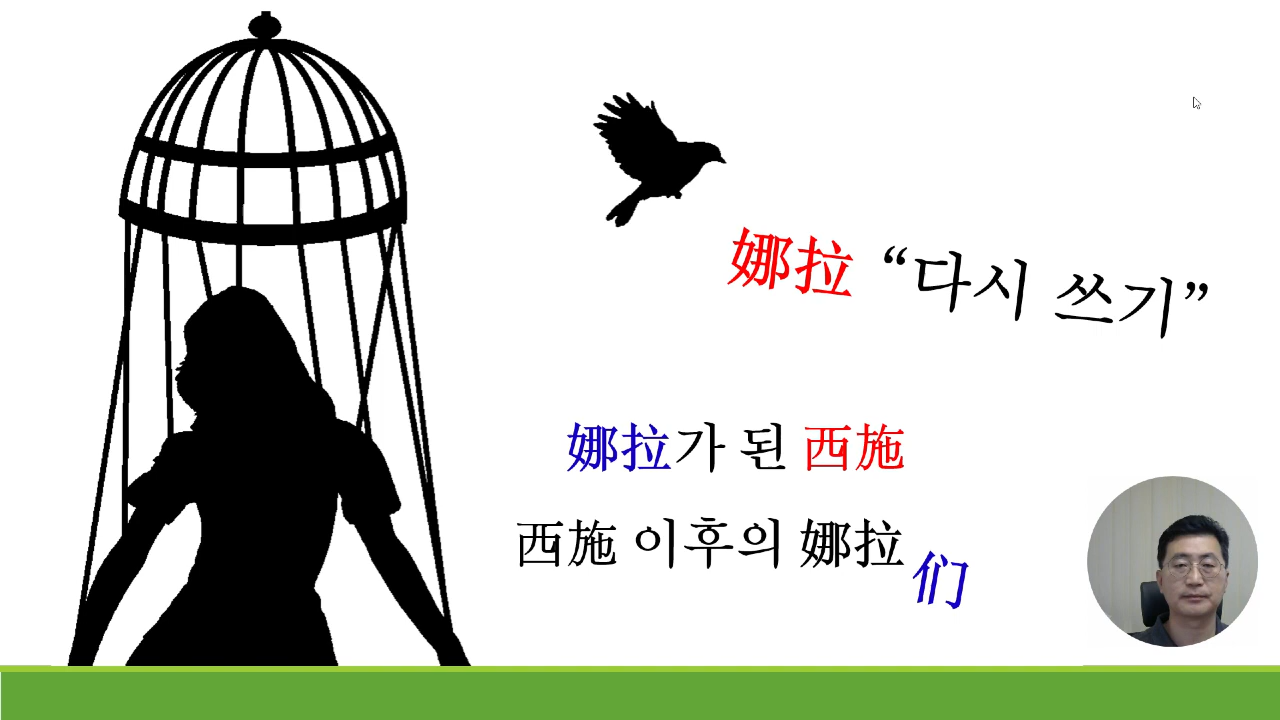 娜拉 “다시 쓰기”
娜拉가 된 西施
西施 이후의 娜拉们